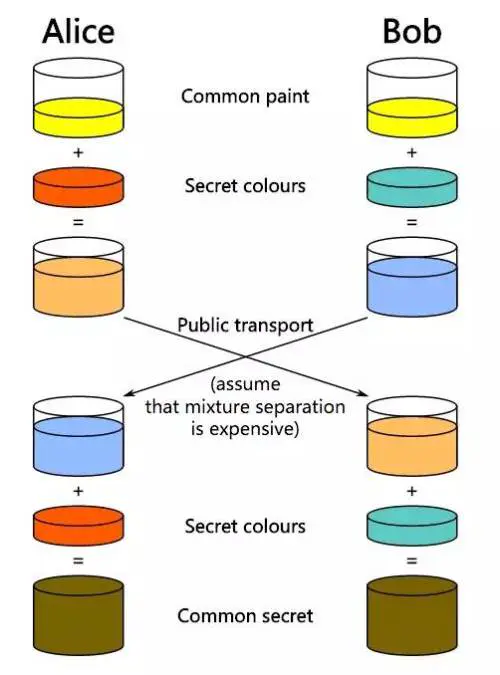 Alice
Bob
Common paint
+
+
Secret colours
=
=
Public transport
(assume
that mixture separation
is expensive)
+
+
Secret colours
=
=
Common secret